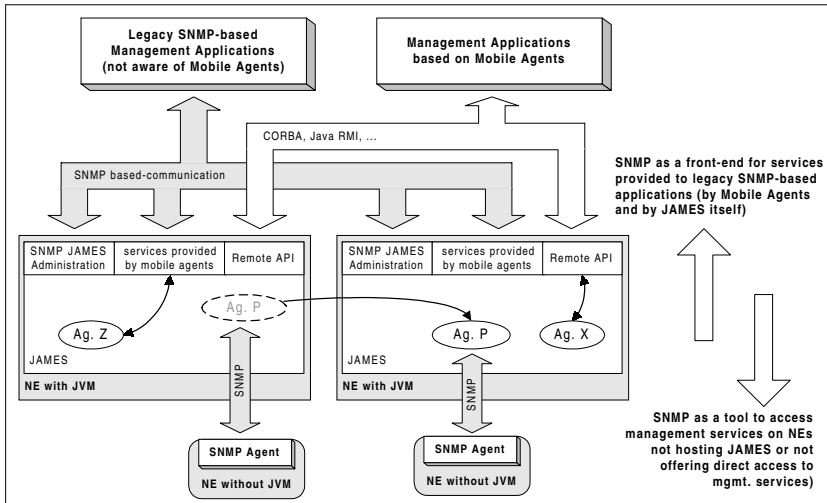 Legacy SNMP-based
Management Applications
(not aware of Mobile Agents)
Management Applications
based on Mobile Agents
CORBA, Java RMI, ...
SNMP based-communication
SNMP as a front-end for services
provided to legacy SNMP-based
applications (by Mobile Agents
and by JAMES itself)
SNMP JAMES
Administration
services provided
by mobile agents
Remote API
SNMP JAMES
Administration
services provided
by mobile agents
Remote API
Ag. P
Ag. Z
Ag. P
Ag. X
JAMES
JAMES
NE with JVM
NE with JVM
SNMP
SNMP
SNMP Agent
NE without JVM
SNMP Agent
NE without JVM
SNMP as a tool to access
management services on NEs
not hosting JAMES or not
offering direct access to
mgmt. services)